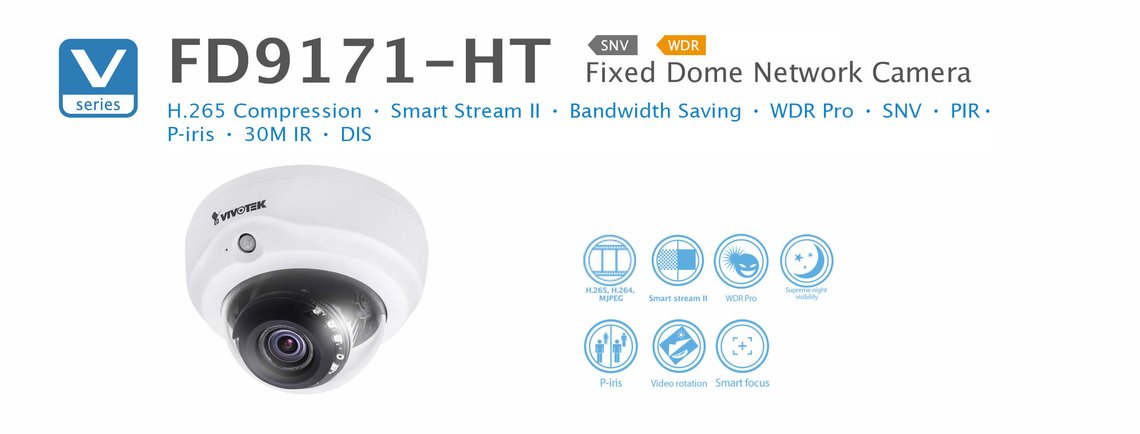 V
series
FD9171-HT
SNV
WDR
Fixed Dome Network Camera
H.265 Compression · Smart Stream II · Bandwidth Saving · WDR Pro · SNV · PIR·
P-iris · 30M IR · DIS
VIVOTEK
H.265, H.264,
MJPEG
Smart stream II
WDR Pro
Supreme night
visibility
P-iris
Video rotation
Smart focus